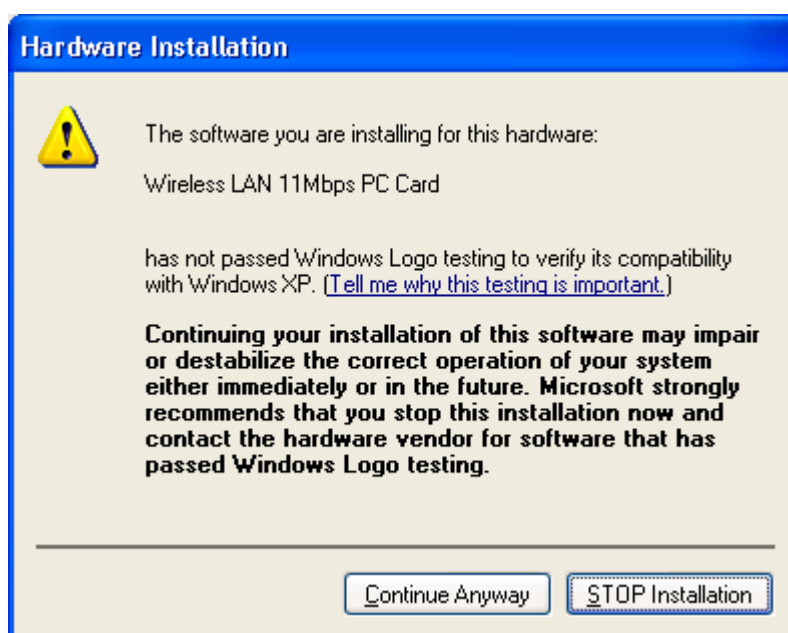 Hardware Installation
The software you are installing for this hardware:
Wireless LAN 11Mbps PC Card
has not passed Windows Logo testing to verify its compatibility
with Windows XP. (Tell me why this testing is important.)
Continuing your installation of this software may impair
or destabilize the correct operation of your system
either immediately or in the future. Microsoft strongly
recommends that you stop this installation now and
contact the hardware vendor for software that has
passed Windows Logo testing.
Continue Anyway
STOP Installation